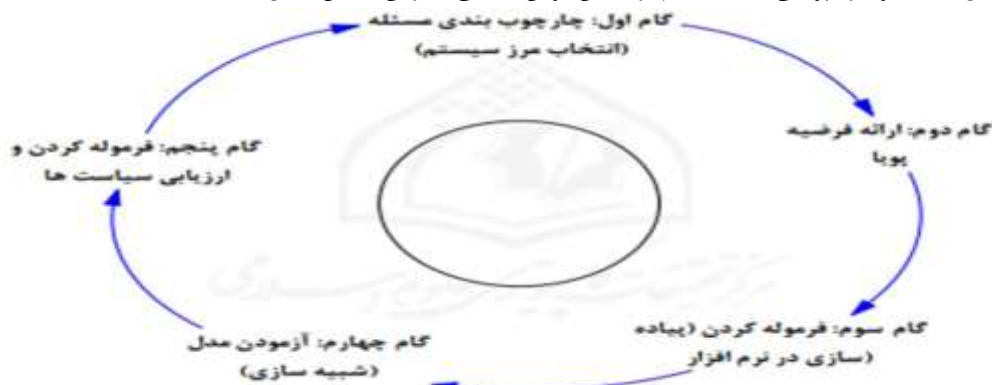 گام اول: چارچوب بندی مسئله
(انتخاب مرز سیستم)
گام دوم: ارائه فرضیه
پویا
گام سوم: فرموله کردن (پیاده
سازی در نرم افزار)
گام چهارم: آزمودن مدل
(شبیه سازی)
گام پنجم: فرموله کردن و
ارزیابی سیاست ها